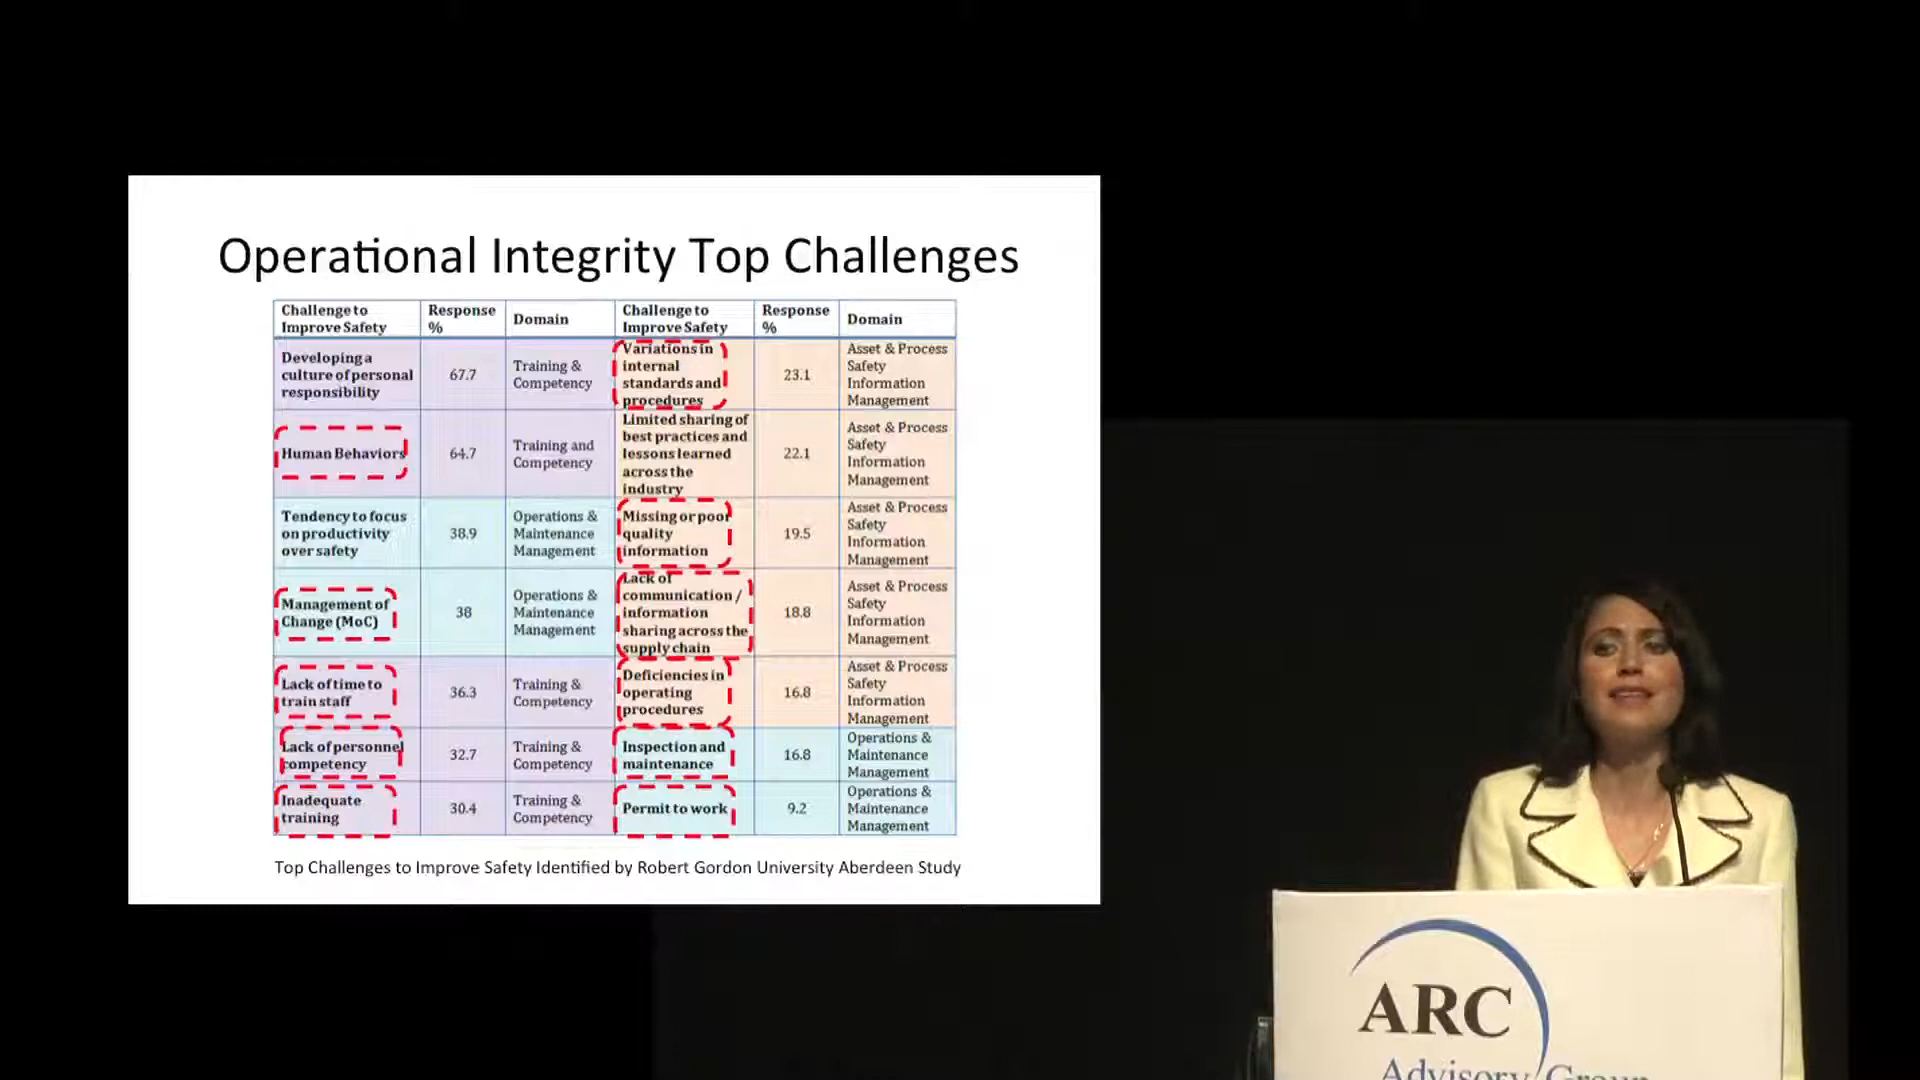 Operational Integrity Top Challenges
Challenge to
Improve Safety
Response
%
Domain
Challenge to
Improve Safety
Response
%
Domain
Developing a
culture of personal
responsibility
67.7
Training &
Competency
Variations in
internal
standards and
procedures
23.1
Asset & Process
Safety
Information
Management
Human Behaviors
64.7
Training and
Competency
Limited sharing of
best practices and
lessons learned
across the
industry
22.1
Asset & Process
Safety
Information
Management
Tendency to focus
on productivity
over safety
38.9
Operations &
Maintenance
Management
Missing or poor
quality
information
19.5
Asset & Process
Safety
Information
Management
Management of
Change (MoC)
38
Operations &
Maintenance
Management
Lack of
communication /
information
sharing across the
supply chain
18.8
Asset & Process
Safety
Information
Management
Lack of time to
train staff
36.3
Training &
Competency
Deficiencies in
operating
procedures
16.8
Asset & Process
Safety
Information
Management
Lack of personnel
competency
32.7
Training &
Competency
Inspection and
maintenance
16.8
Operations &
Maintenance
Management
Inadequate
training
30.4
Training &
Competency
Permit to work
9.2
Operations &
Maintenance
Management
Top Challenges to Improve Safety Identified by Robert Gordon University Aberdeen Study
ARC
Advisory Group